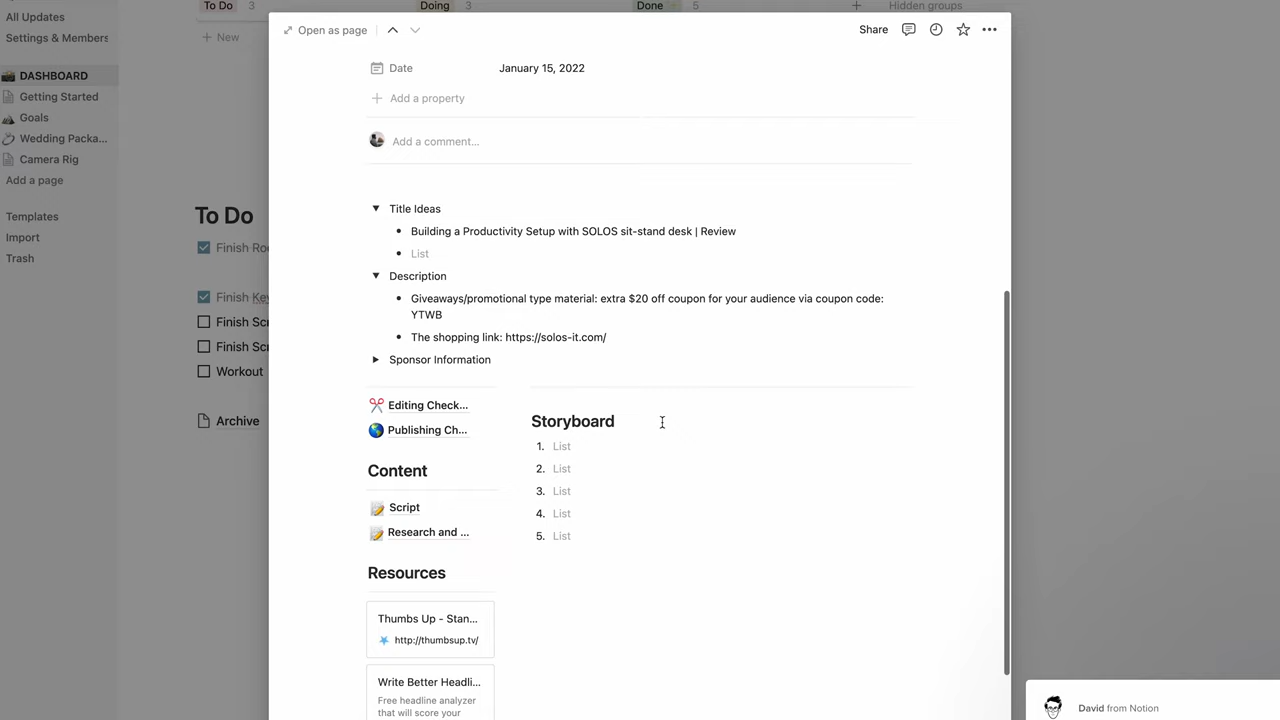 All Updates
Settings & Members
DASHBOARD
Getting Started
Goals
Wedding Packa...
Camera Rig
Add a page
Templates
Import
Trash
To Do 3
Doing 3
Done 5
Hidden groups
New
To Do
Finish
Finish
Finish
Finish
Workout
Archive
Open as page
Share
Date January 15, 2022
Add a property
Add a comment...
Title Ideas
Building a Productivity Setup with SOLOS sit-stand desk | Review
List
Description
Giveaways/promotional type material: extra $20 off coupon for your audience via coupon code:
YTWB
The shopping link: https://solos-it.com/
Sponsor Information
Editing Check...
Publishing Ch...
Content
Script
Research and ...
Resources
Thumbs Up - Stan...
http://thumbsup.tv/
Write Better Headli...
Free headline analyzer
that will score your
Storyboard
1. List
2. List
3. List
4. List
5. List
David from Notion